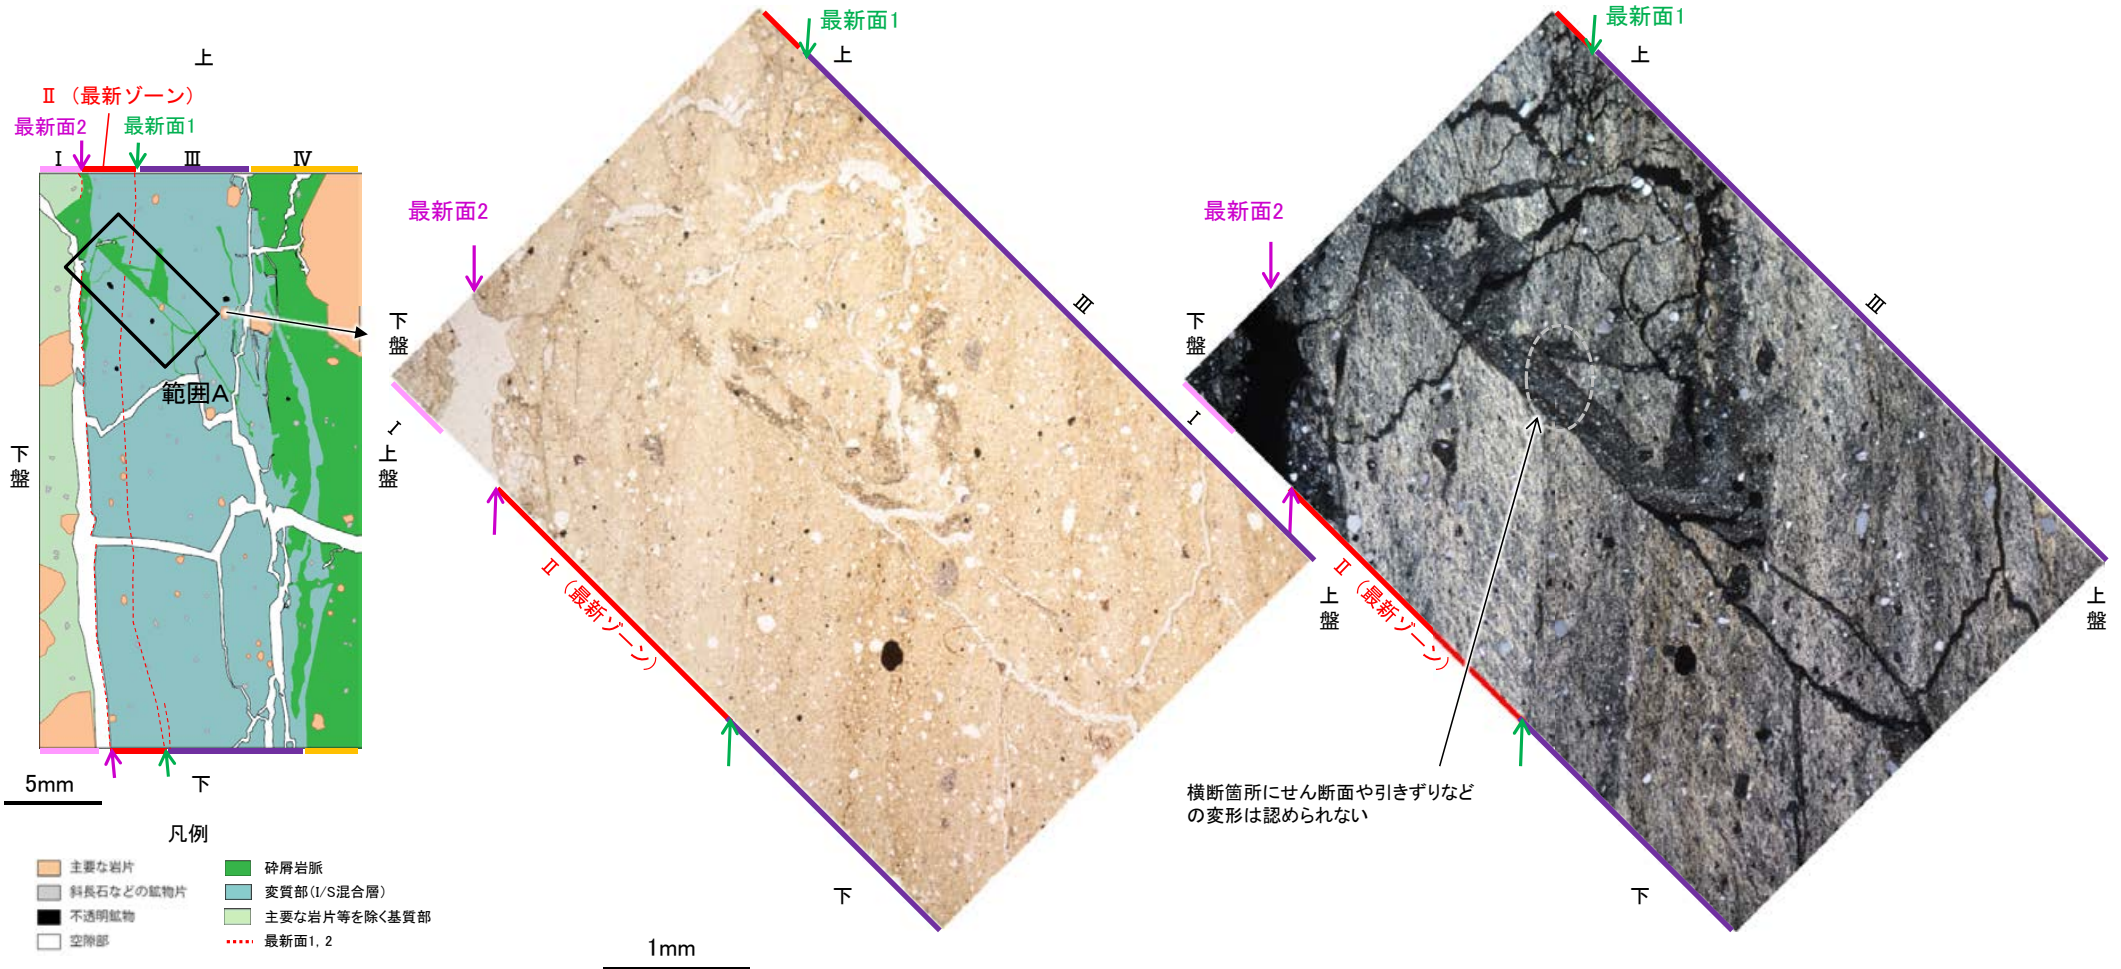 上
Ⅱ（最新ゾーン）
最新面2
最新面1
Ⅰ
Ⅲ
Ⅳ
範囲A
下盤
上盤
下
5mm
凡例
主要な岩片
斜長石などの鉱物片
不透明鉱物
空隙部
砕屑岩脈
変質部(I/S混合層)
主要な岩片等を除く基質部
最新面1, 2
最新面1
上
最新面2
下盤
Ⅰ
Ⅲ
Ⅱ（最新ゾーン）
上盤
下
1mm
最新面1
上
最新面2
下盤
Ⅰ
Ⅲ
Ⅱ（最新ゾーン）
上盤
横断箇所にせん断面や引きずりなど
の変形は認められない
下